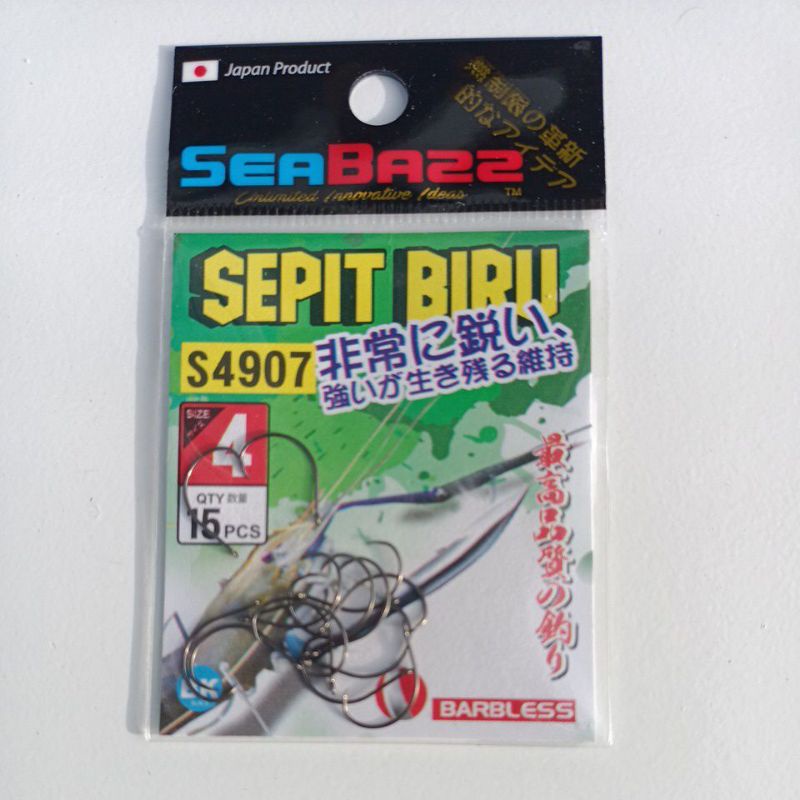 Japan Product
無制限の革新
的なアイデア
SEABAZZ
Unlimited Innovative Ideas
TM
SEPIT BIRU
S4907
非常に鋭い、
強いが生き残る維持
SIZE
4
QTY 数量
15 PCS
最高品質の釣り
BARBLESS